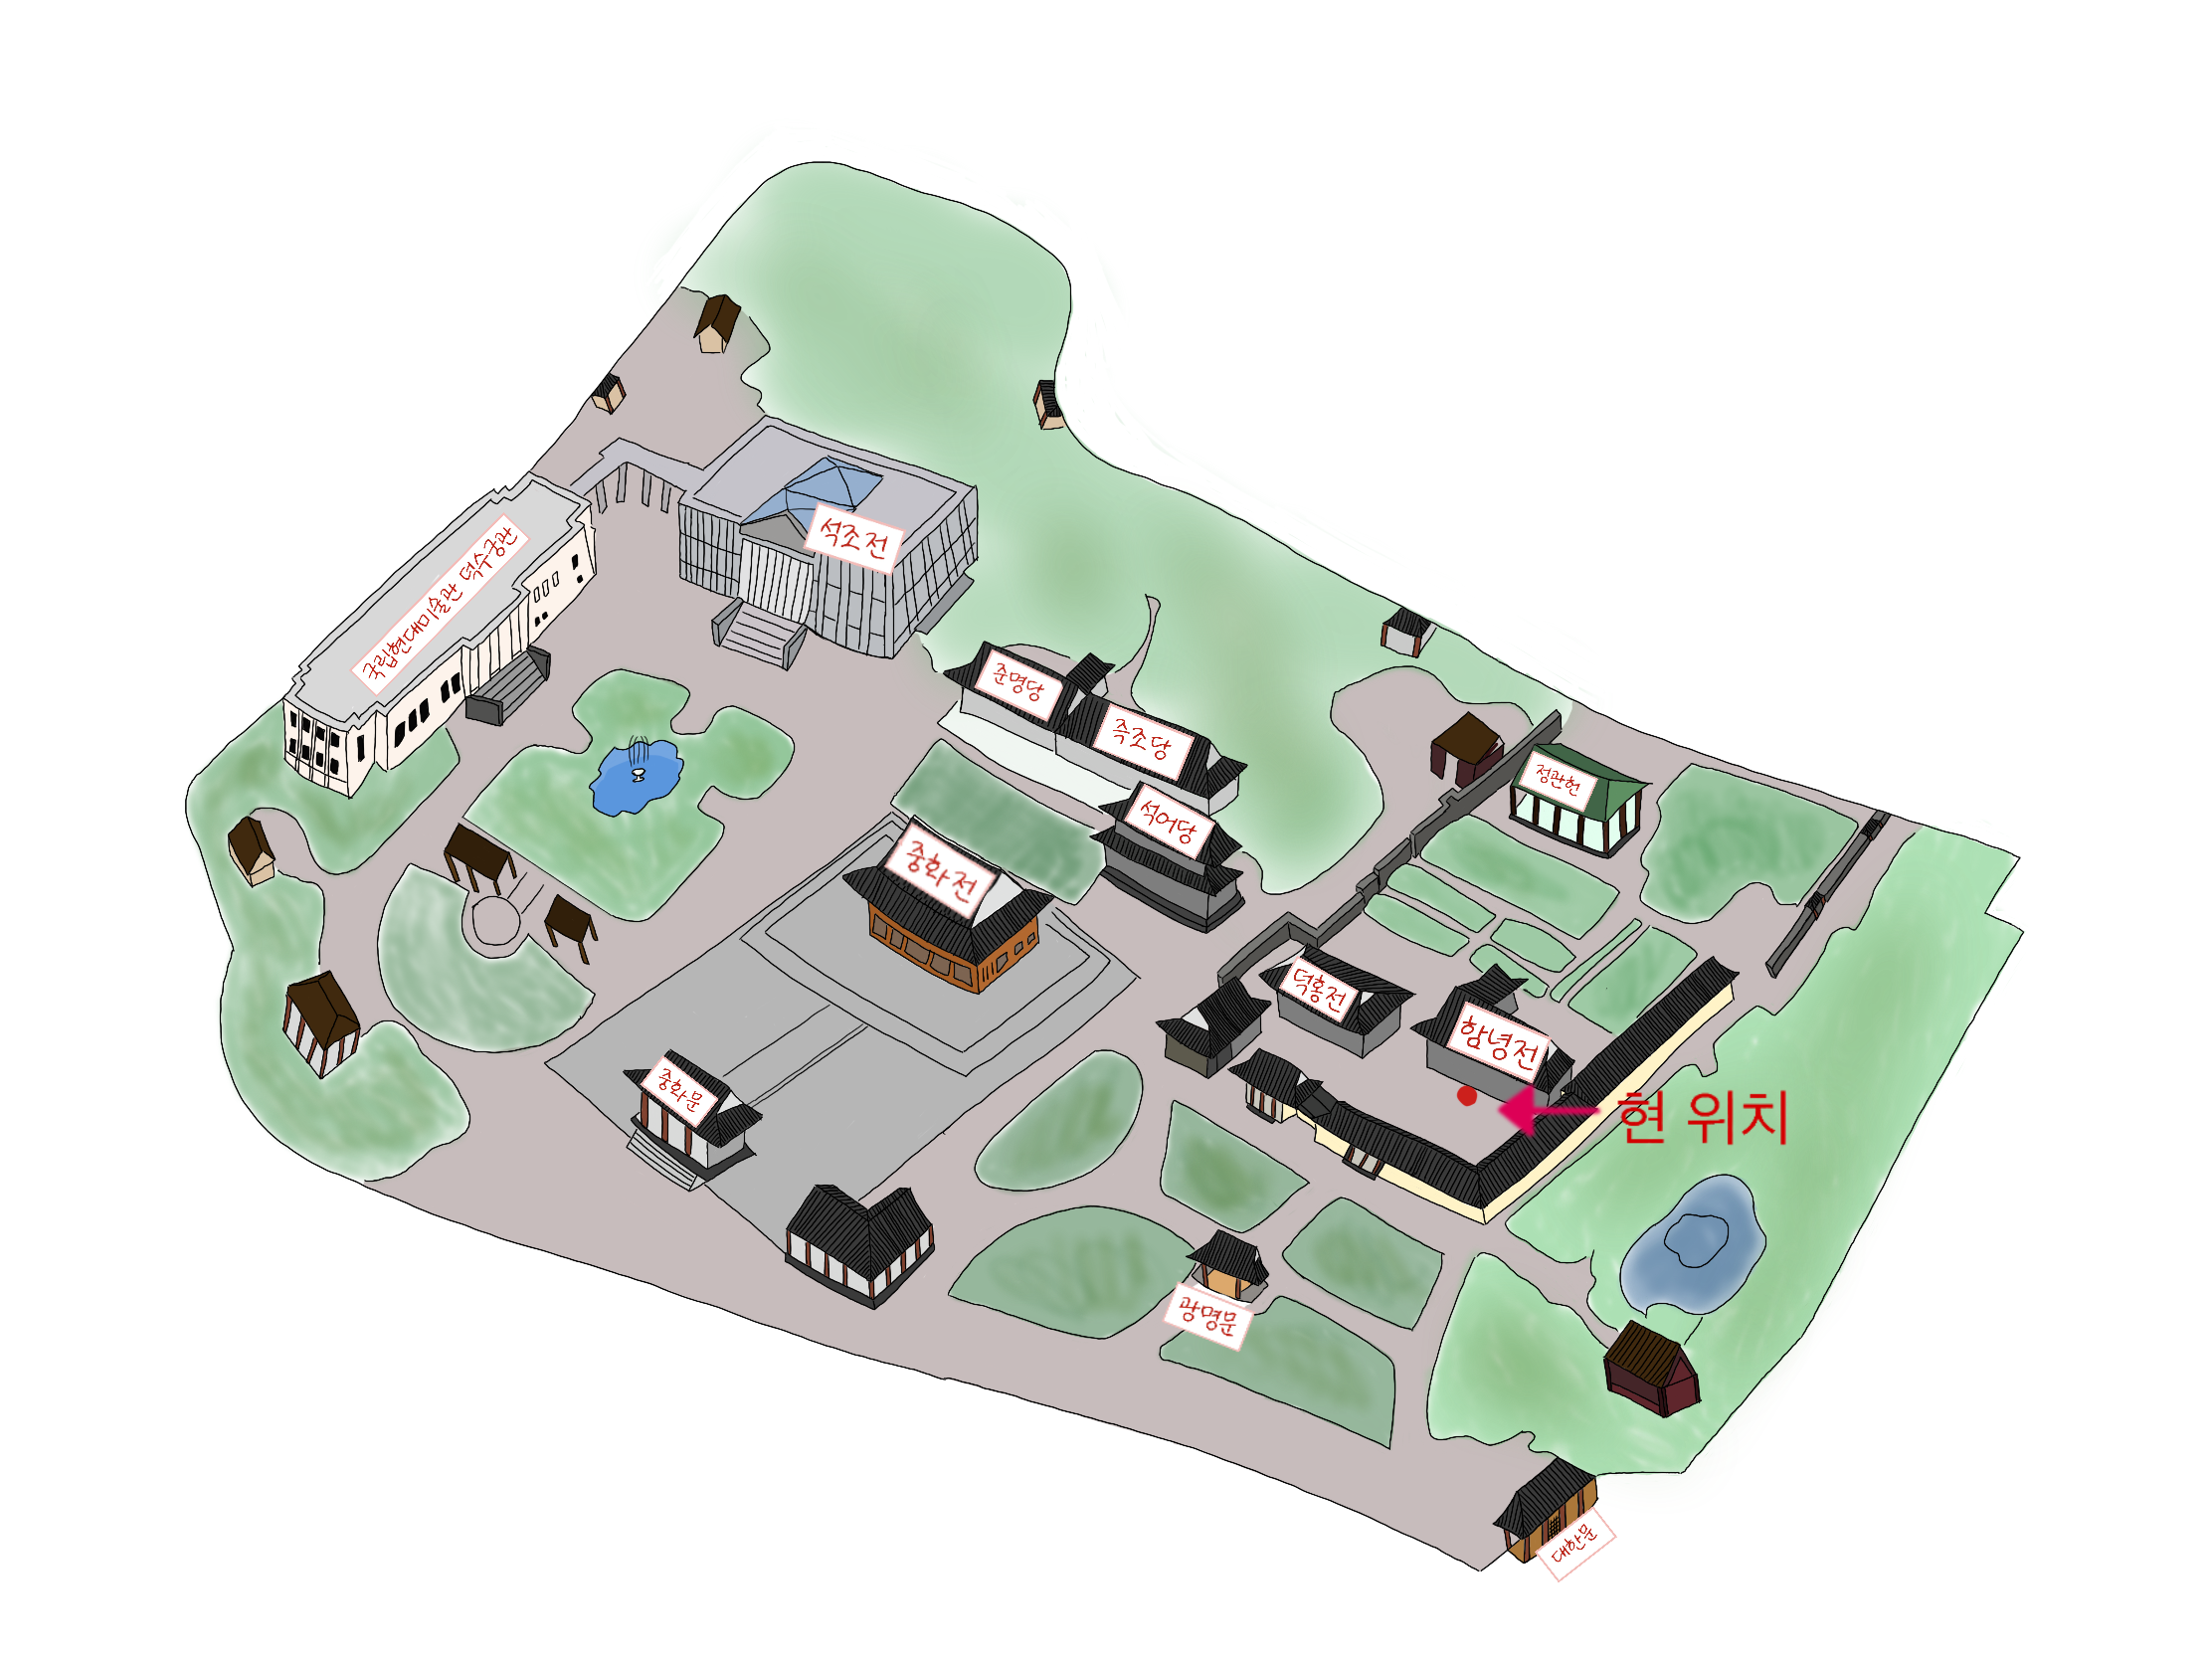 석조전
국립현대미술관 덕수궁관
준명당
즉조당
정관헌
석어당
중화전
덕홍전
함녕전
중화문
현 위치
광명문
대한문